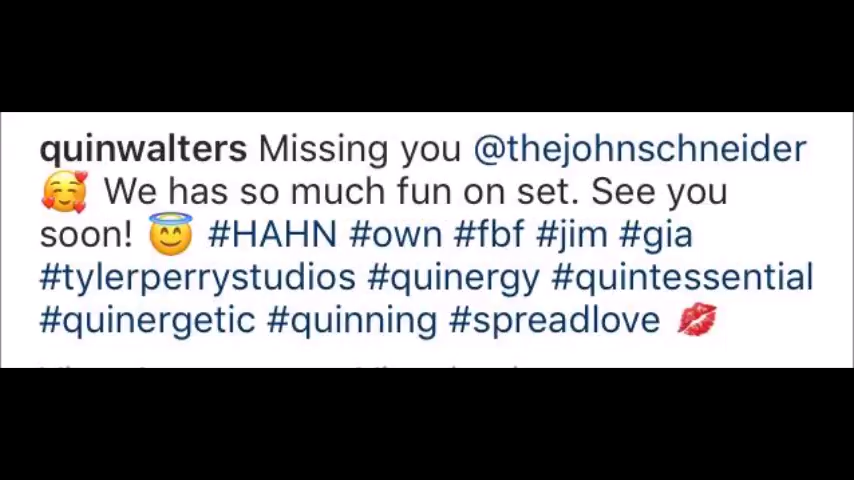 quinwalters Missing you @thejohnschneider
🥰 We has so much fun on set. See you
soon! 😇 #HAHN #own #fbf #jim #gia
#tylerperrystudios #quinergy #quintessential
#quinergetic #quinning #spreadlove 💋